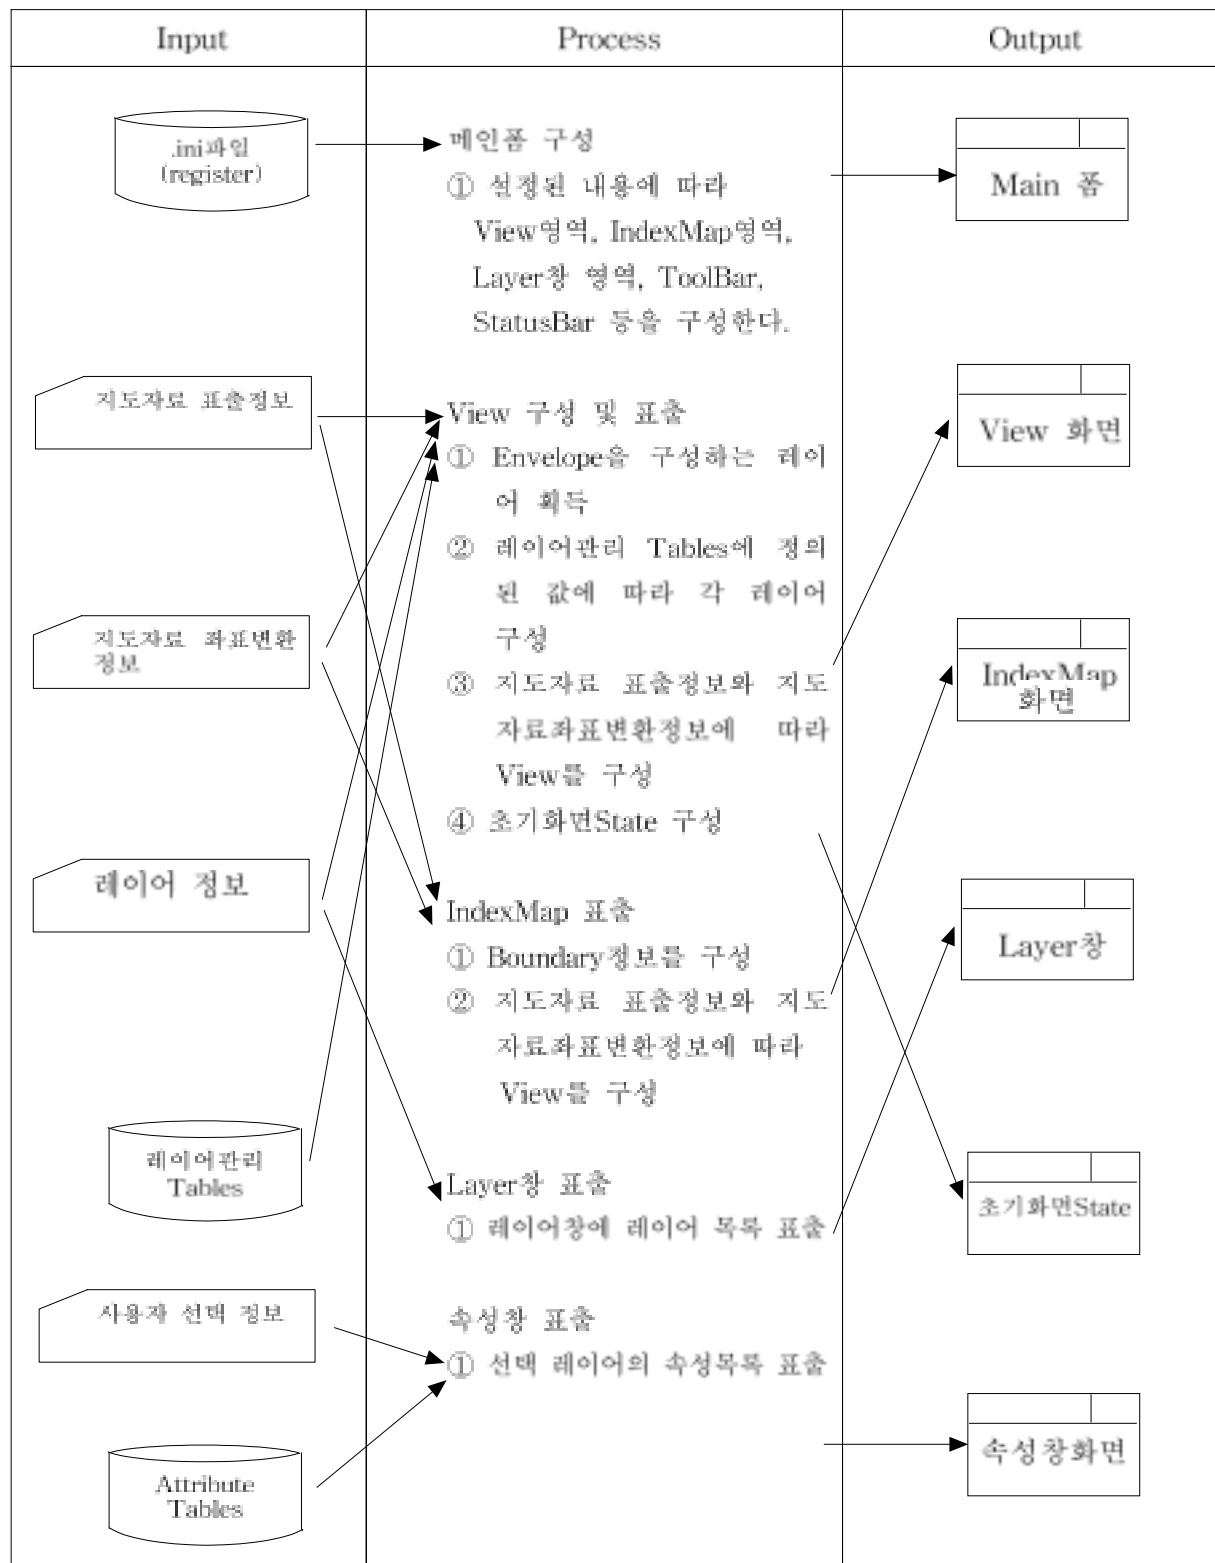 Input
Process
Output
.ini파일
(register)
지도자료 표출정보
지도자료 좌표변환
정보
레이어 정보
레이어관리
Tables
사용자 선택 정보
Attribute
Tables
메인폼 구성
① 설정된 내용에 따라
View영역, IndexMap영역,
Layer창 영역, ToolBar,
StatusBar 등을 구성한다.
View 구성 및 표출
① Envelope을 구성하는 레이
어 획득
② 레이어관리 Tables에 정의
된 값에 따라 각 레이어
구성
③ 지도자료 표출정보와 지도
자료좌표변환정보에 따라
View를 구성
④ 초기화면State 구성
IndexMap 표출
① Boundary정보를 구성
② 지도자료 표출정보와 지도
자료좌표변환정보에 따라
View를 구성
Layer창 표출
① 레이어창에 레이어 목록 표출
속성창 표출
① 선택 레이어의 속성목록 표출
Main 폼
View 화면
IndexMap
화면
Layer창
초기화면State
속성창화면